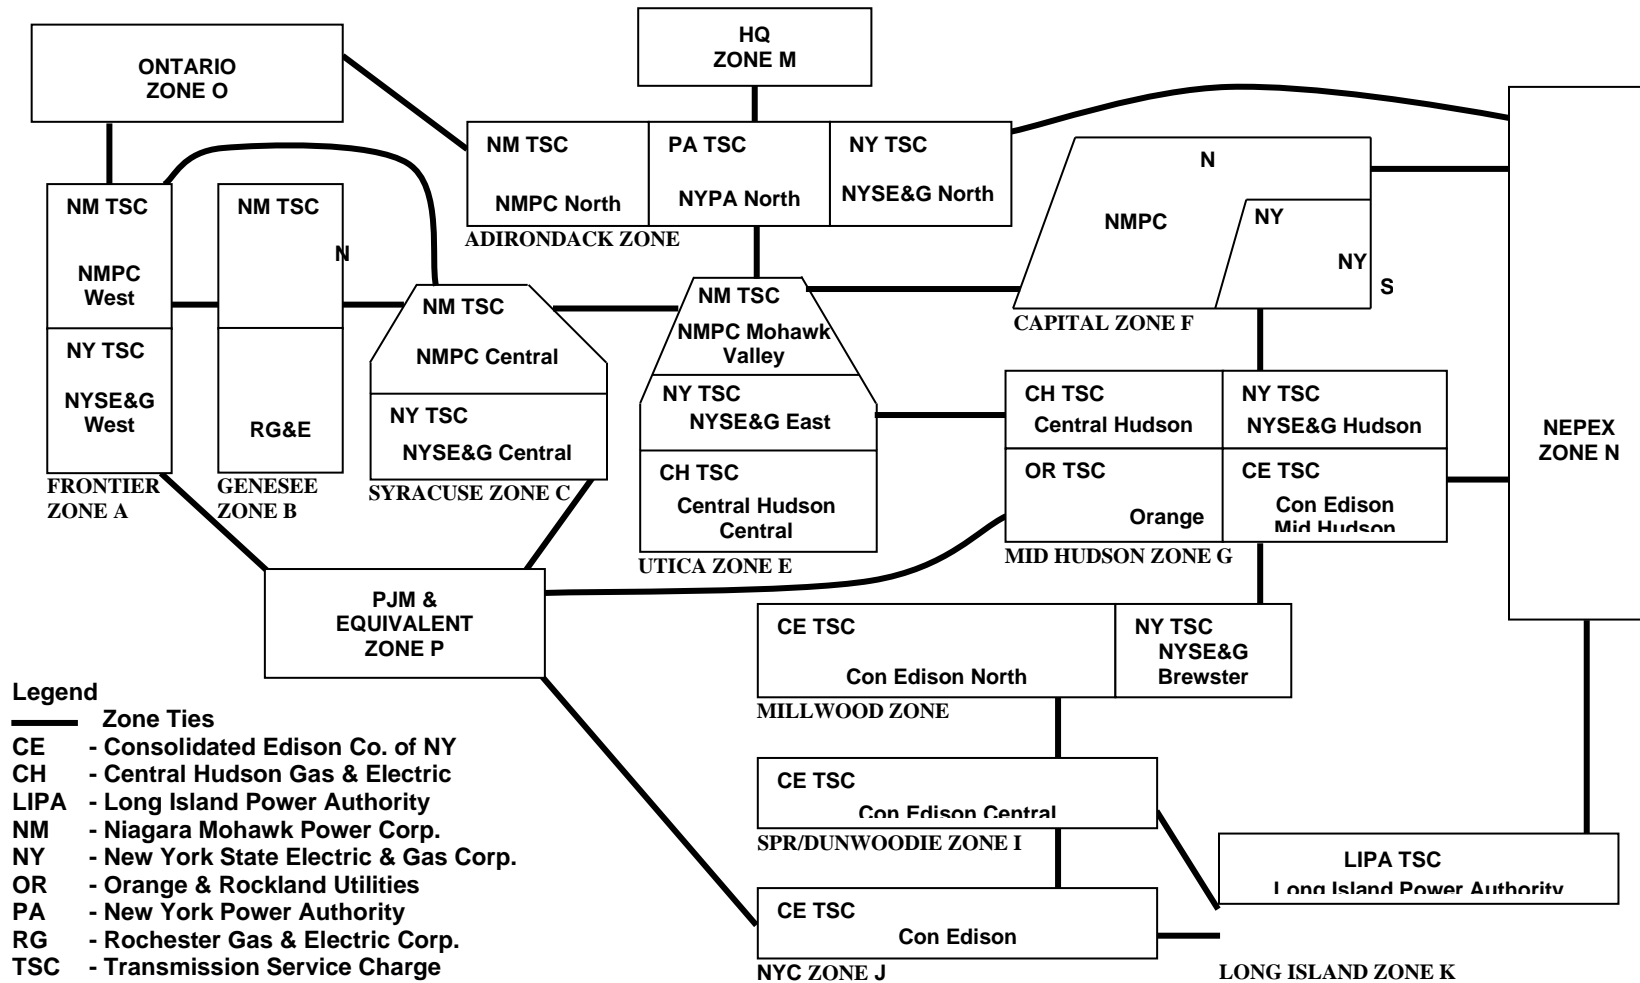 ONTARIO
ZONE O
HQ
ZONE M
NM TSC
NMPC North
PA TSC
NYPA North
NY TSC
NYSE&G North
ADIRONDACK ZONE
N
NMPC
NY
NY
S
CAPITAL ZONE F
NEPEX
ZONE N
NM TSC
NMPC
West
NY TSC
NYSE&G
West
FRONTIER
ZONE A
NM TSC
N
RG&E
GENESEE
ZONE B
NM TSC
NMPC Central
NY TSC
NYSE&G Central
SYRACUSE ZONE C
NM TSC
NMPC Mohawk
Valley
NY TSC
NYSE&G East
CH TSC
Central Hudson
Central
UTICA ZONE E
CH TSC
Central Hudson
NY TSC
NYSE&G Hudson
OR TSC
Orange
CE TSC
Con Edison
Mid Hudson
MID HUDSON ZONE G
PJM &
EQUIVALENT
ZONE P
CE TSC
Con Edison North
NY TSC
NYSE&G
Brewster
MILLWOOD ZONE
CE TSC
Con Edison Central
SPR/DUNWOODIE ZONE I
CE TSC
Con Edison
NYC ZONE J
LIPA TSC
Long Island Power Authority
LONG ISLAND ZONE K
Legend
Zone Ties
CE - Consolidated Edison Co. of NY
CH - Central Hudson Gas & Electric
LIPA - Long Island Power Authority
NM - Niagara Mohawk Power Corp.
NY - New York State Electric & Gas Corp.
OR - Orange & Rockland Utilities
PA - New York Power Authority
RG - Rochester Gas & Electric Corp.
TSC - Transmission Service Charge